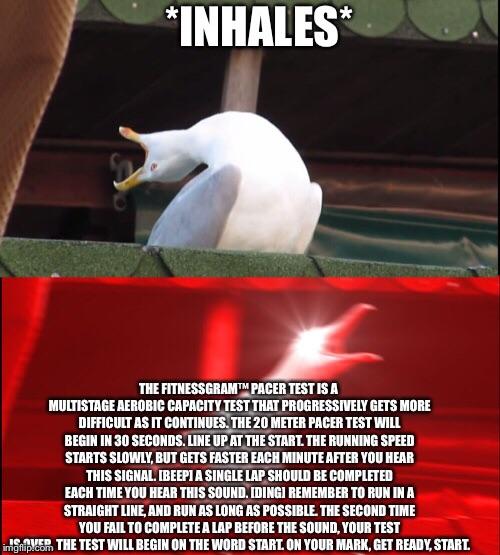 *INHALES*
THE FITNESSGRAM™ PACER TEST IS A
MULTISTAGE AEROBIC CAPACITY TEST THAT PROGRESSIVELY GETS MORE
DIFFICULT AS IT CONTINUES. THE 20 METER PACER TEST WILL
BEGIN IN 30 SECONDS. LINE UP AT THE START. THE RUNNING SPEED
STARTS SLOWLY, BUT GETS FASTER EACH MINUTE AFTER YOU HEAR
THIS SIGNAL. [BEEP] A SINGLE LAP SHOULD BE COMPLETED
EACH TIME YOU HEAR THIS SOUND. [DING] REMEMBER TO RUN IN A
STRAIGHT LINE, AND RUN AS LONG AS POSSIBLE. THE SECOND TIME
YOU FAIL TO COMPLETE A LAP BEFORE THE SOUND, YOUR TEST
IS OVER. THE TEST WILL BEGIN ON THE WORD START. ON YOUR MARK, GET READY, START.
imgflip.com